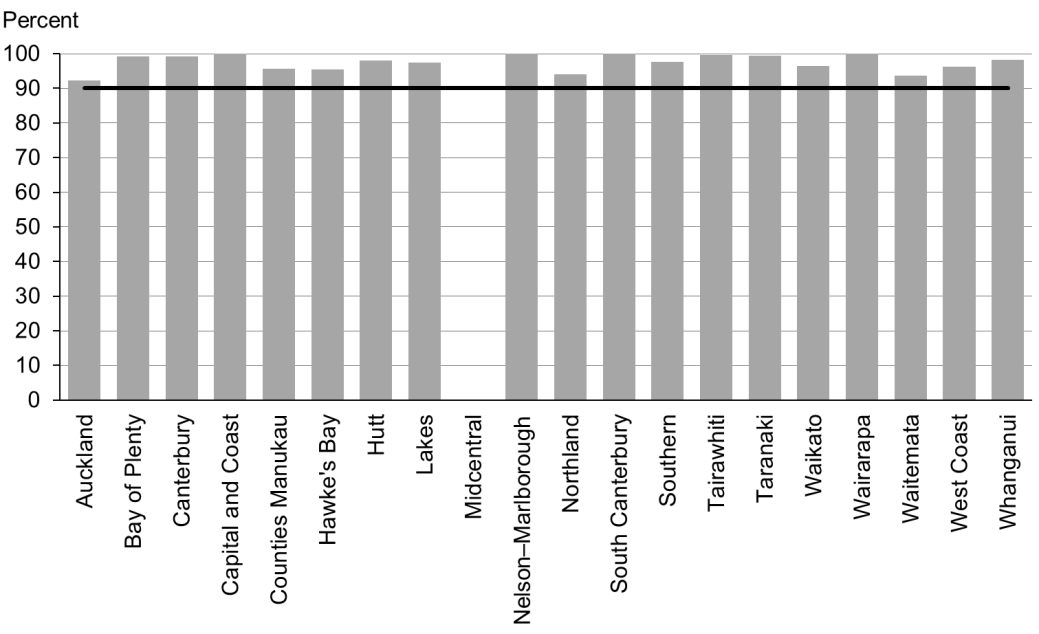 Percent
100
90
80
70
60
50
40
30
20
10
0
Auckland
Bay of Plenty
Canterbury
Capital and Coast
Counties Manukau
Hawke's Bay
Hutt
Lakes
Midcentral
Nelson–Marlborough
Northland
South Canterbury
Southern
Tairawhiti
Taranaki
Waikato
Wairarapa
Waitemata
West Coast
Whanganui